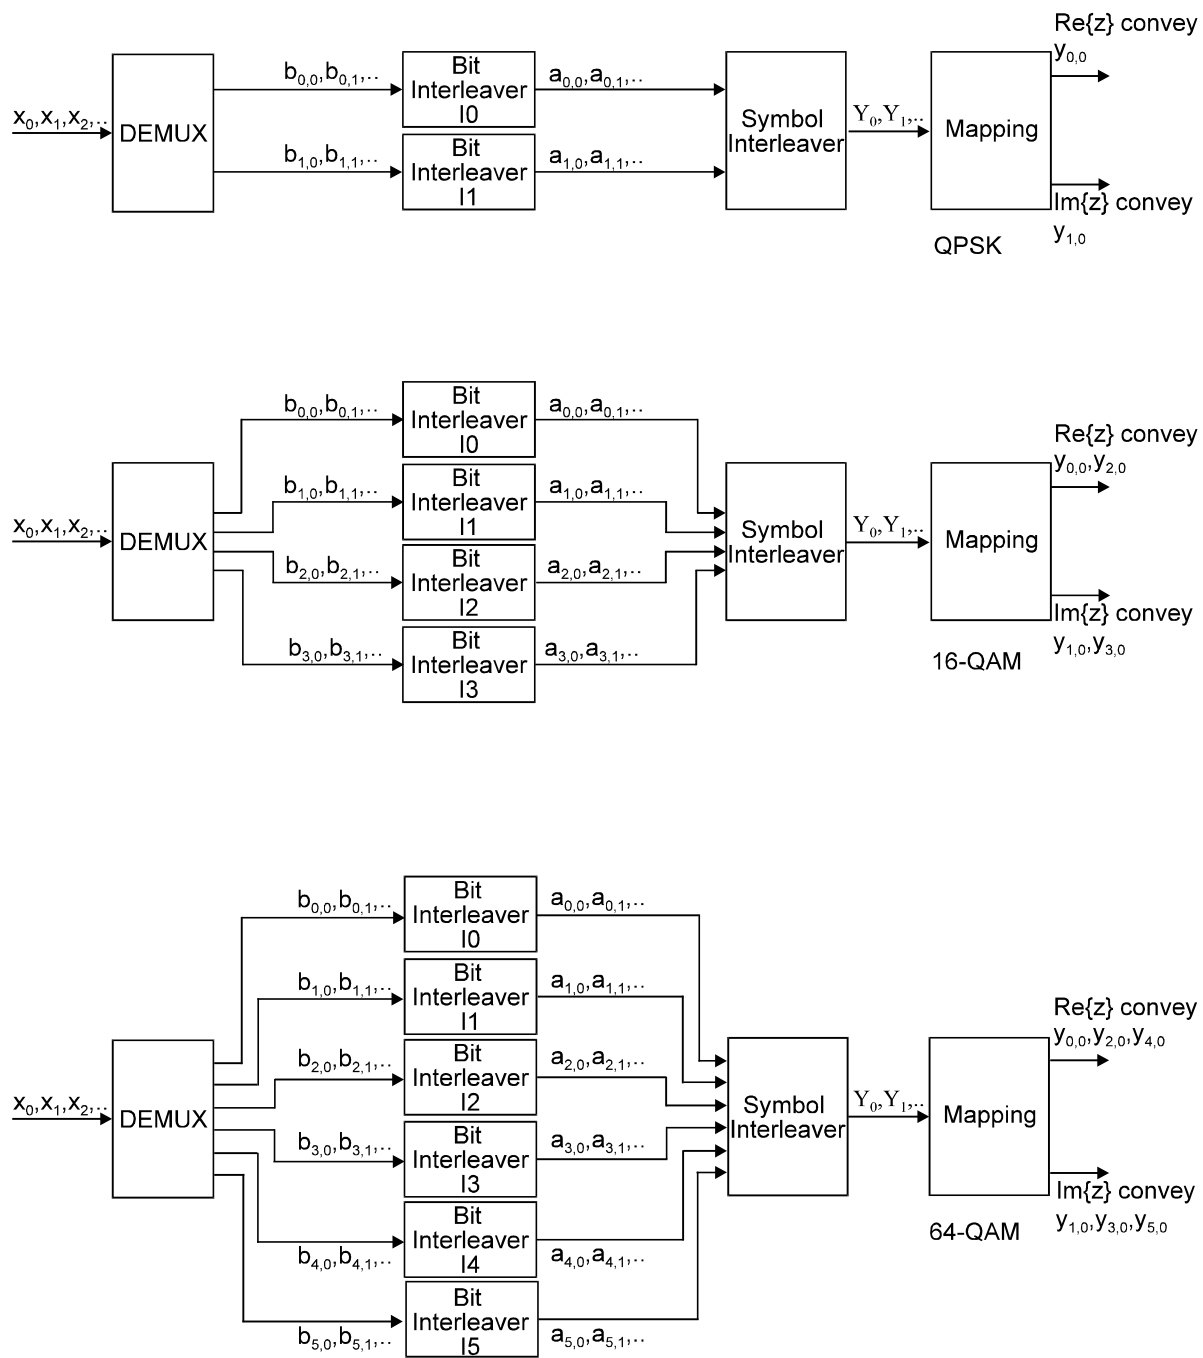 x0,x1,x2,..
DEMUX
b0,0,b0,1,..
Bit
Interleaver
I0
a0,0,a0,1,..
b1,0,b1,1,..
Bit
Interleaver
I1
a1,0,a1,1,..
Symbol
Interleaver
Y0,Y1,..
Mapping
QPSK
Re{z} convey
y0,0
Im{z} convey
y1,0
x0,x1,x2,..
DEMUX
b0,0,b0,1,..
Bit
Interleaver
I0
a0,0,a0,1,..
b1,0,b1,1,..
Bit
Interleaver
I1
a1,0,a1,1,..
b2,0,b2,1,..
Bit
Interleaver
I2
a2,0,a2,1,..
b3,0,b3,1,..
Bit
Interleaver
I3
a3,0,a3,1,..
Symbol
Interleaver
Y0,Y1,..
Mapping
16-QAM
Re{z} convey
y0,0,y2,0
Im{z} convey
y1,0,y3,0
x0,x1,x2,..
DEMUX
b0,0,b0,1,..
Bit
Interleaver
I0
a0,0,a0,1,..
b1,0,b1,1,..
Bit
Interleaver
I1
a1,0,a1,1,..
b2,0,b2,1,..
Bit
Interleaver
I2
a2,0,a2,1,..
b3,0,b3,1,..
Bit
Interleaver
I3
a3,0,a3,1,..
b4,0,b4,1,..
Bit
Interleaver
I4
a4,0,a4,1,..
b5,0,b5,1,..
Bit
Interleaver
I5
a5,0,a5,1,..
Symbol
Interleaver
Y0,Y1,..
Mapping
64-QAM
Re{z} convey
y0,0,y2,0,y4,0
Im{z} convey
y1,0,y3,0,y5,0